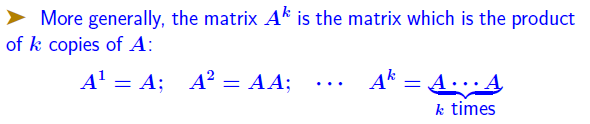 ➤ More generally, the matrix A^k is the matrix which is the product
of k copies of A:
A^1 = A; A^2 = AA; ⋯ A^k = A ⋯ A
k times